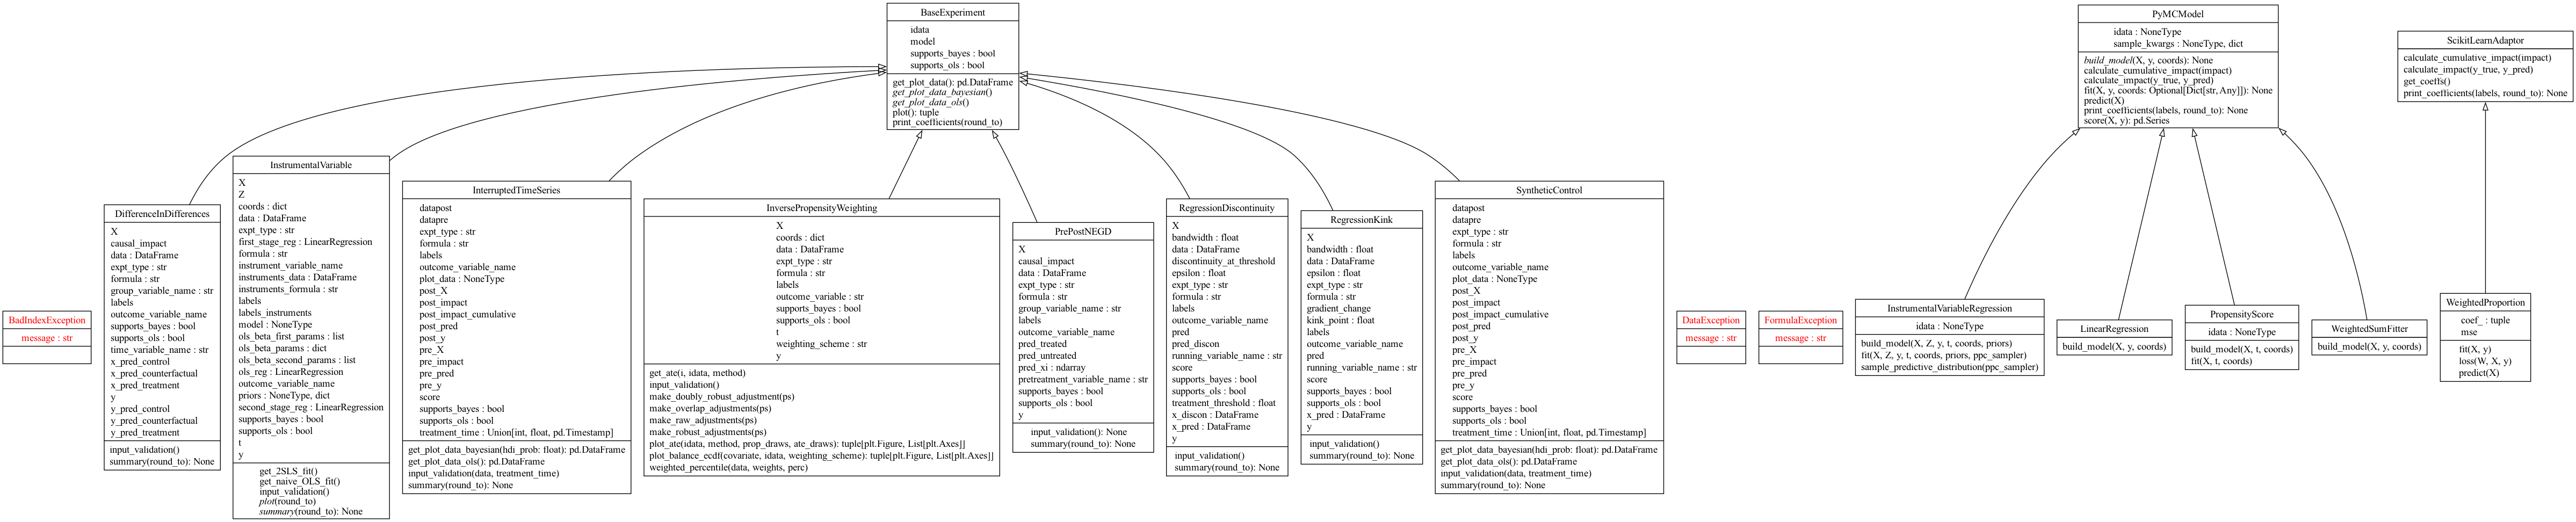 BaseExperiment
idata
model
supports_bayes : bool
supports_ols : bool
get_plot_data(): pd.DataFrame
get_plot_data_bayesian()
get_plot_data_ols()
plot(): tuple
print_coefficients(round_to)
PyMCModel
idata : NoneType
sample_kwargs : NoneType, dict
build_model(X, y, coords): None
calculate_cumulative_impact(impact)
calculate_impact(y_true, y_pred)
fit(X, y, coords: Optional[Dict[str, Any]]): None
predict(X)
print_coefficients(labels, round_to): None
score(X, y): pd.Series
ScikitLearnAdaptor
calculate_cumulative_impact(impact)
calculate_impact(y_true, y_pred)
get_coeffs()
print_coefficients(labels, round_to): None
BadIndexException
message : str
DifferenceInDifferences
X
causal_impact
data : DataFrame
expt_type : str
formula : str
group_variable_name : str
labels
outcome_variable_name
supports_bayes : bool
supports_ols : bool
time_variable_name : str
x_pred_control
x_pred_counterfactual
x_pred_treatment
y
y_pred_control
y_pred_counterfactual
y_pred_treatment
input_validation()
summary(round_to): None
InstrumentalVariable
X
Z
coords : dict
data : DataFrame
expt_type : str
first_stage_reg : LinearRegression
formula : str
instrument_variable_name
instruments_data : DataFrame
instruments_formula : str
labels
labels_instruments
model : NoneType
ols_beta_first_params : list
ols_beta_params : dict
ols_beta_second_params : list
ols_reg : LinearRegression
outcome_variable_name
priors : NoneType, dict
second_stage_reg : LinearRegression
supports_bayes : bool
supports_ols : bool
t
y
get_2SLS_fit()
get_naive_OLS_fit()
input_validation()
plot(round_to)
summary(round_to): None
InterruptedTimeSeries
datapost
datapre
expt_type : str
formula : str
labels
outcome_variable_name
plot_data : NoneType
post_X
post_impact
post_impact_cumulative
post_pred
post_y
pre_X
pre_impact
pre_pred
pre_y
score
supports_bayes : bool
supports_ols : bool
treatment_time : Union[int, float, pd.Timestamp]
get_plot_data_bayesian(hdi_prob: float): pd.DataFrame
get_plot_data_ols(): pd.DataFrame
input_validation(data, treatment_time)
summary(round_to): None
InversePropensityWeighting
X
coords : dict
data : DataFrame
expt_type : str
formula : str
labels
outcome_variable : str
supports_bayes : bool
supports_ols : bool
t
weighting_scheme : str
y
get_ate(i, idata, method)
input_validation()
make_doubly_robust_adjustment(ps)
make_overlap_adjustments(ps)
make_raw_adjustments(ps)
make_robust_adjustments(ps)
plot_ate(idata, method, prop_draws, ate_draws): tuple[plt.Figure, List[plt.Axes]]
plot_balance_ecdf(covariate, idata, weighting_scheme): tuple[plt.Figure, List[plt.Axes]]
weighted_percentile(data, weights, perc)
PrePostNEGD
X
causal_impact
data : DataFrame
expt_type : str
formula : str
group_variable_name : str
labels
outcome_variable_name
pred_treated
pred_untreated
pred_xi : ndarray
pretreatment_variable_name : str
supports_bayes : bool
supports_ols : bool
y
input_validation(): None
summary(round_to): None
RegressionDiscontinuity
X
bandwidth : float
data : DataFrame
discontinuity_at_threshold
epsilon : float
expt_type : str
formula : str
labels
outcome_variable_name
pred
pred_discon
running_variable_name : str
score
supports_bayes : bool
supports_ols : bool
treatment_threshold : float
x_discon : DataFrame
x_pred : DataFrame
y
input_validation()
summary(round_to): None
RegressionKink
X
bandwidth : float
data : DataFrame
epsilon : float
expt_type : str
formula : str
gradient_change
kink_point : float
labels
outcome_variable_name
pred
running_variable_name : str
score
supports_bayes : bool
supports_ols : bool
x_pred : DataFrame
y
input_validation()
summary(round_to): None
SyntheticControl
datapost
datapre
expt_type : str
formula : str
labels
outcome_variable_name
plot_data : NoneType
post_X
post_impact
post_impact_cumulative
post_pred
post_y
pre_X
pre_impact
pre_pred
pre_y
score
supports_bayes : bool
supports_ols : bool
treatment_time : Union[int, float, pd.Timestamp]
get_plot_data_bayesian(hdi_prob: float): pd.DataFrame
get_plot_data_ols(): pd.DataFrame
input_validation(data, treatment_time)
summary(round_to): None
DataException
message : str
FormulaException
message : str
InstrumentalVariableRegression
idata : NoneType
build_model(X, Z, y, t, coords, priors)
fit(X, Z, y, t, coords, priors, ppc_sampler)
sample_predictive_distribution(ppc_sampler)
LinearRegression
build_model(X, y, coords)
PropensityScore
idata : NoneType
build_model(X, t, coords)
fit(X, t, coords)
WeightedSumFitter
build_model(X, y, coords)
WeightedProportion
coef_ : tuple
mse
fit(X, y)
loss(W, X, y)
predict(X)